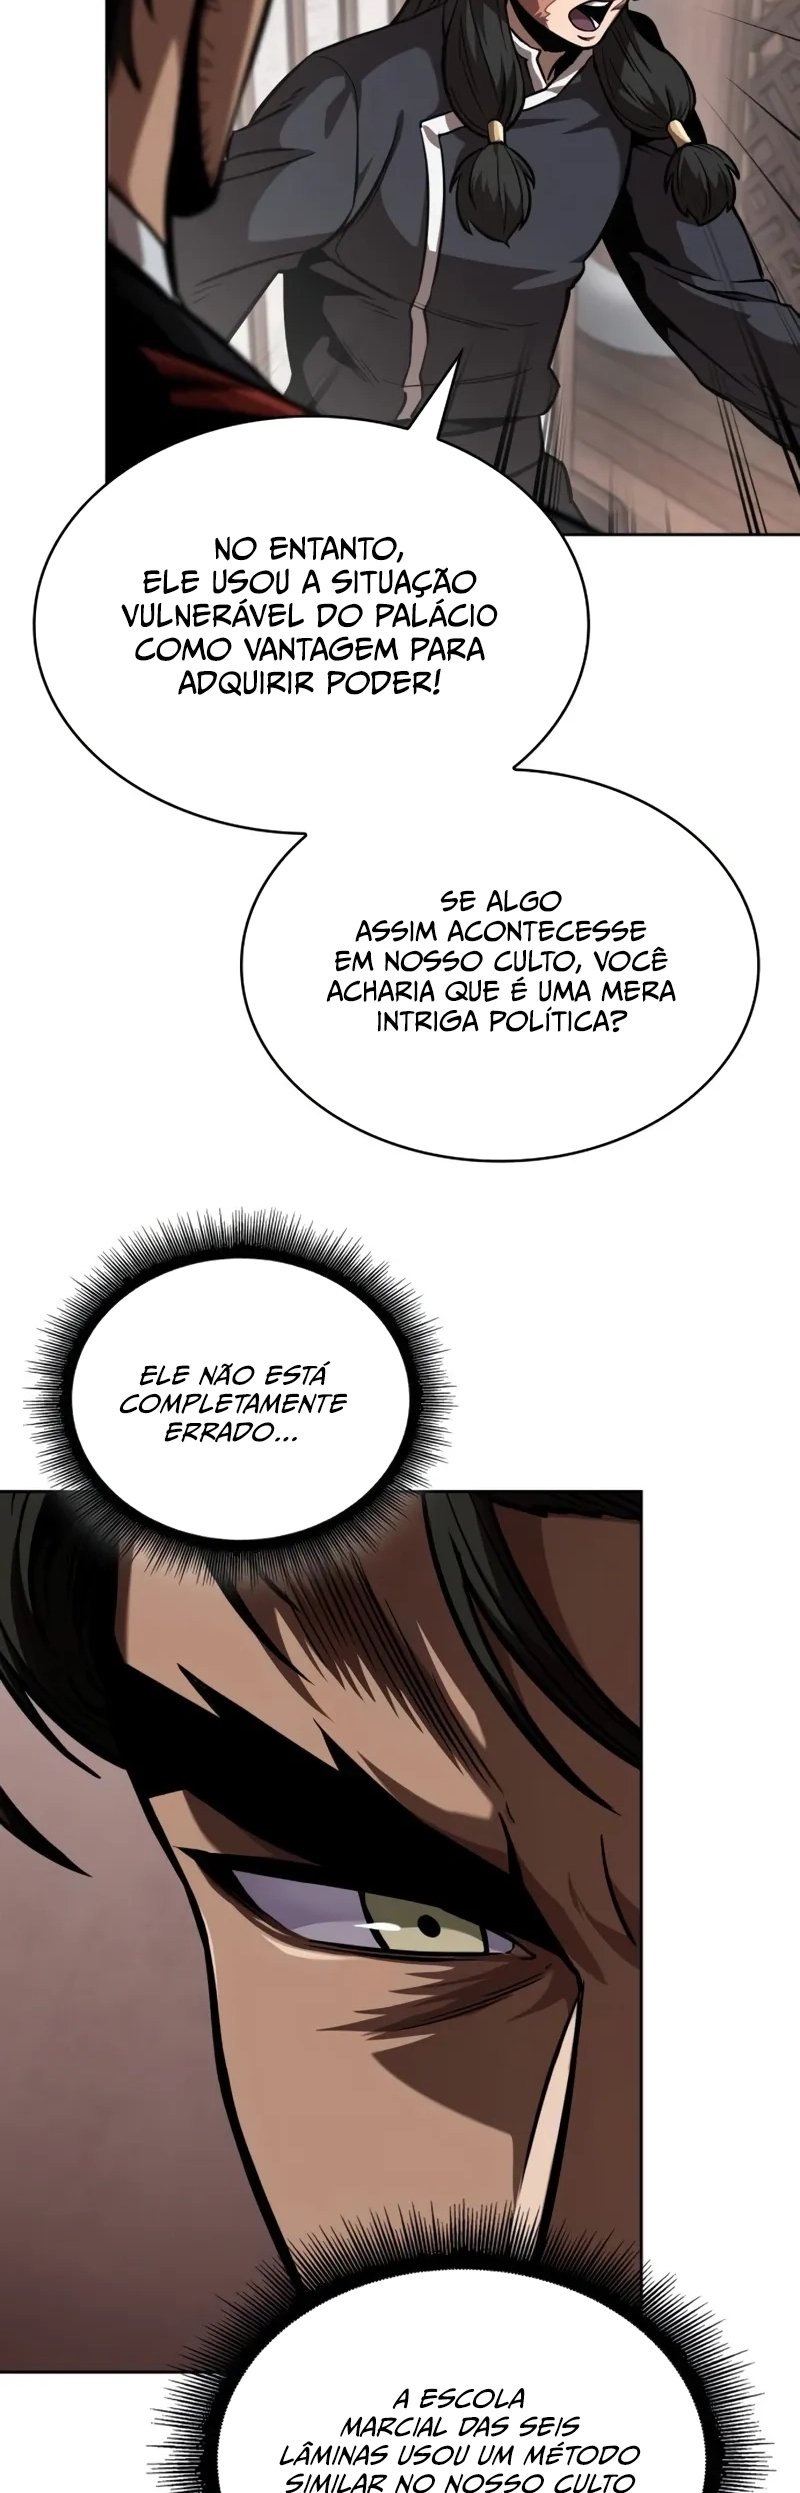 NO ENTANTO,
ELE USOU A SITUAÇÃO
VULNERÁVEL DO PALÁCIO
COMO VANTAGEM PARA
ADQUIRIR PODER!
SE ALGO
ASSIM ACONTECESSE
EM NOSSO CULTO, VOCÊ
ACHARIA QUE É UMA MERA
INTRIGA POLÍTICA?
ELE NÃO ESTÁ
COMPLETAMENTE
ERRADO...
A ESCOLA
MARCIAL DAS SEIS
LÂMINAS USOU UM MÉTODO
SIMILAR NO NOSSO CULTO